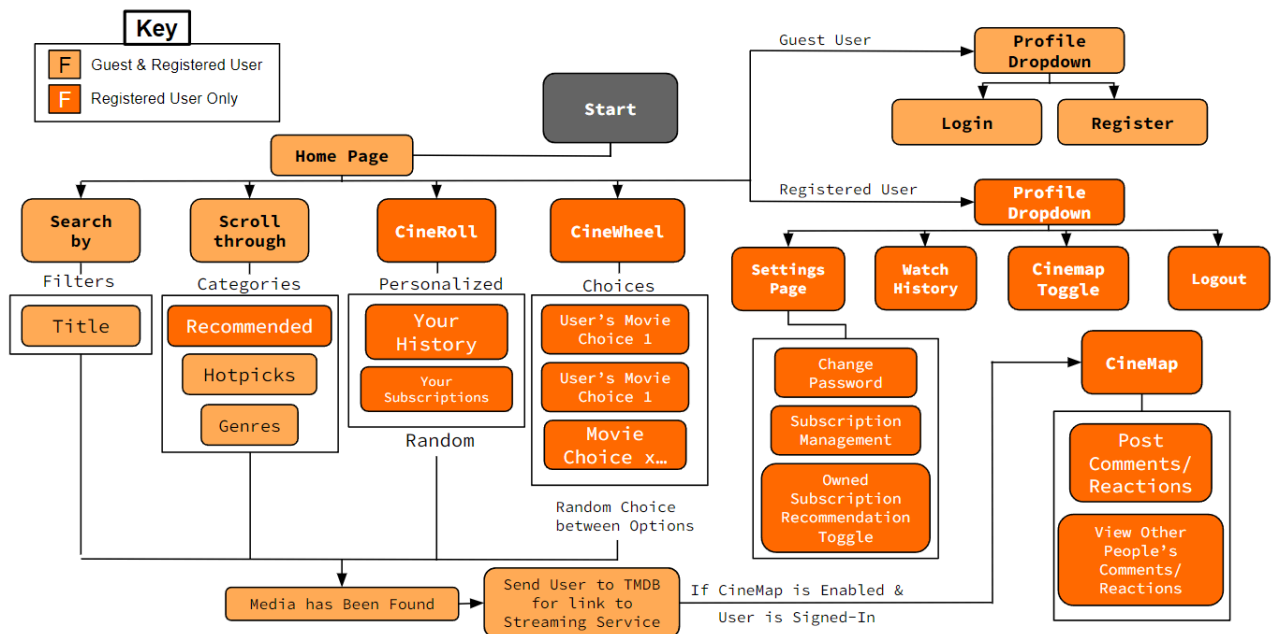 Key
F Guest & Registered User
F Registered User Only
Start
Home Page
Guest User
Profile
Dropdown
Login
Register
Registered User
Profile
Dropdown
Search
by
Filters
Title
Scroll
through
Categories
Recommended
Hotpicks
Genres
CineRoll
Personalized
Your
History
Your
Subscriptions
Random
CineWheel
Choices
User's Movie
Choice 1
User's Movie
Choice 1
Movie
Choice x…
Random Choice
between Options
Settings
Page
Watch
History
Cinemap
Toggle
Logout
Change
Password
Subscription
Management
Owned
Subscription
Recommendation
Toggle
CineMap
Post
Comments/
Reactions
View Other
People's
Comments/
Reactions
Media has Been Found
Send User to TMDB
for link to
Streaming Service
If CineMap is Enabled &
User is Signed-In